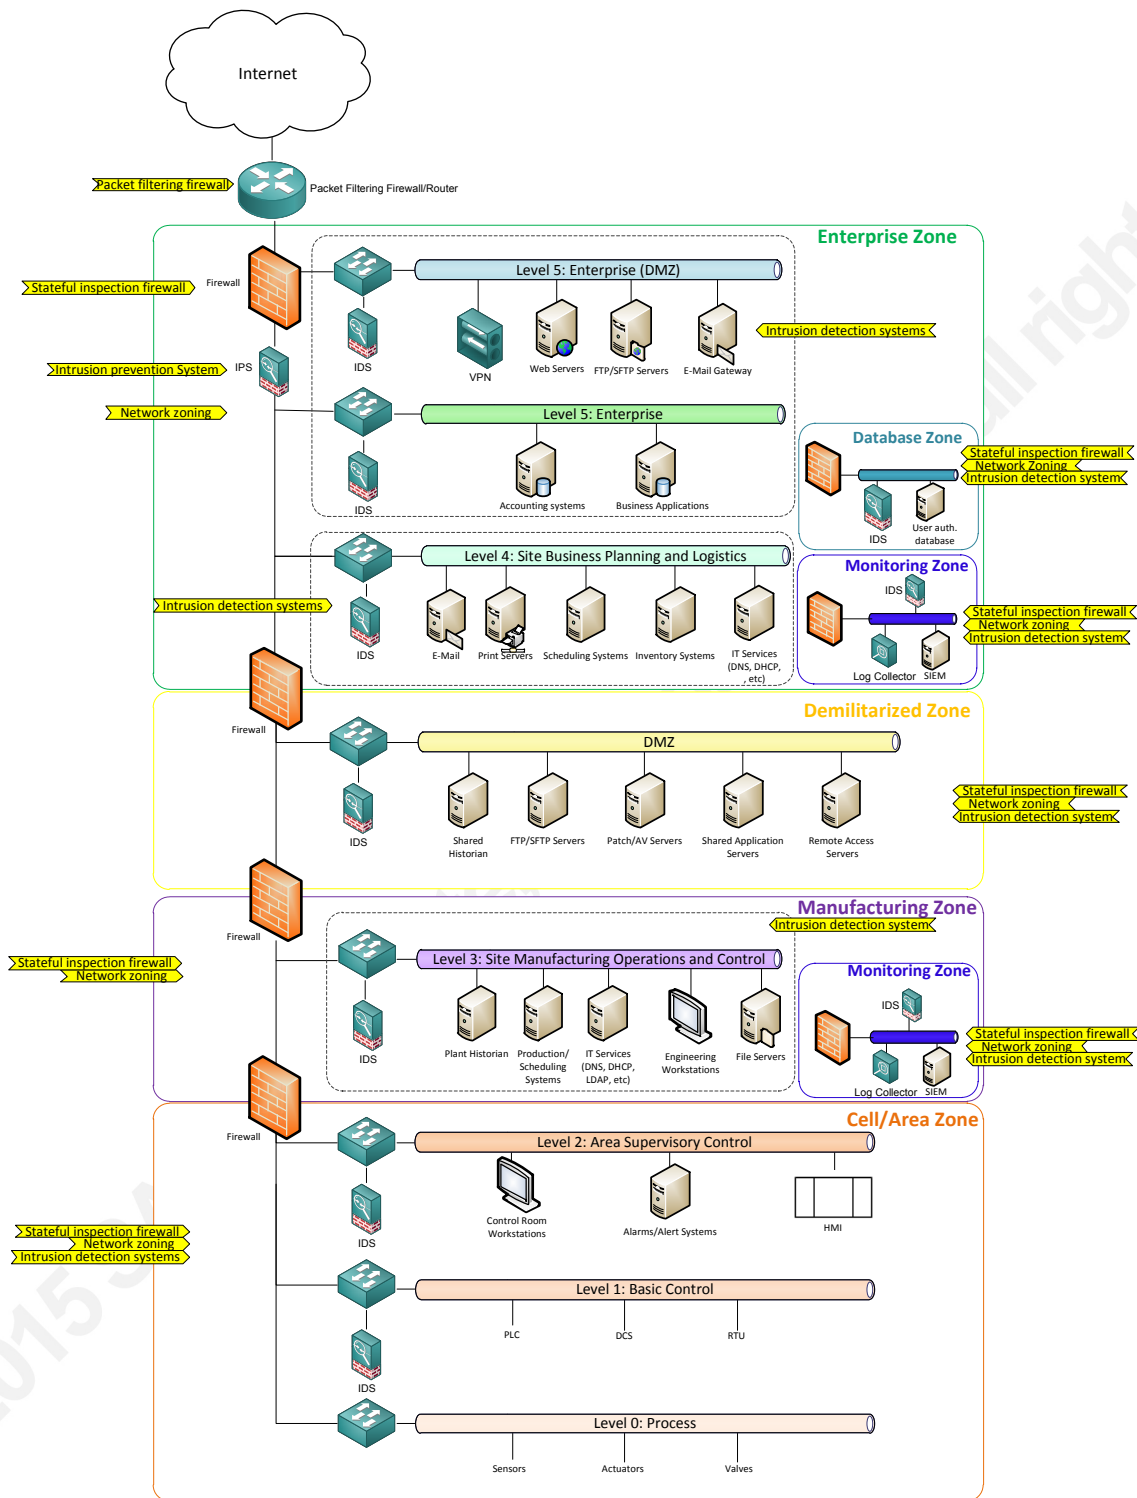 Internet
Packet filtering firewall
Packet Filtering Firewall/Router
Enterprise Zone
Level 5: Enterprise (DMZ)
Firewall
Stateful inspection firewall
Intrusion detection systems
IDS
VPN
Web Servers
FTP/SFTP Servers
E-Mail Gateway
IPS
Intrusion prevention System
Network zoning
Level 5: Enterprise
IDS
Accounting systems
Business Applications
Database Zone
Stateful inspection firewall
Network Zoning
Intrusion detection system
IDS
User auth.
database
Level 4: Site Business Planning and Logistics
Intrusion detection systems
IDS
E-Mail
Print Servers
Scheduling Systems
Inventory Systems
IT Services
(DNS, DHCP,
, etc)
Monitoring Zone
IDS
Stateful inspection firewall
Network zoning
Intrusion detection system
Log Collector
SIEM
Firewall
Demilitarized Zone
DMZ
IDS
Shared
Historian
FTP/SFTP Servers
Patch/AV Servers
Shared Application
Servers
Remote Access
Servers
Stateful inspection firewall
Network zoning
Intrusion detection system
Firewall
Manufacturing Zone
Intrusion detection system
Stateful inspection firewall
Network zoning
Level 3: Site Manufacturing Operations and Control
IDS
Plant Historian
Production/
Scheduling
Systems
IT Services
(DNS, DHCP,
LDAP, etc)
Engineering
Workstations
File Servers
Monitoring Zone
IDS
Stateful inspection firewall
Network zoning
Intrusion detection system
Log Collector
SIEM
Firewall
Cell/Area Zone
Level 2: Area Supervisory Control
IDS
Control Room
Workstations
Alarms/Alert Systems
HMI
Stateful inspection firewall
Network zoning
Intrusion detection systems
Level 1: Basic Control
IDS
PLC
DCS
RTU
Level 0: Process
Sensors
Actuators
Valves